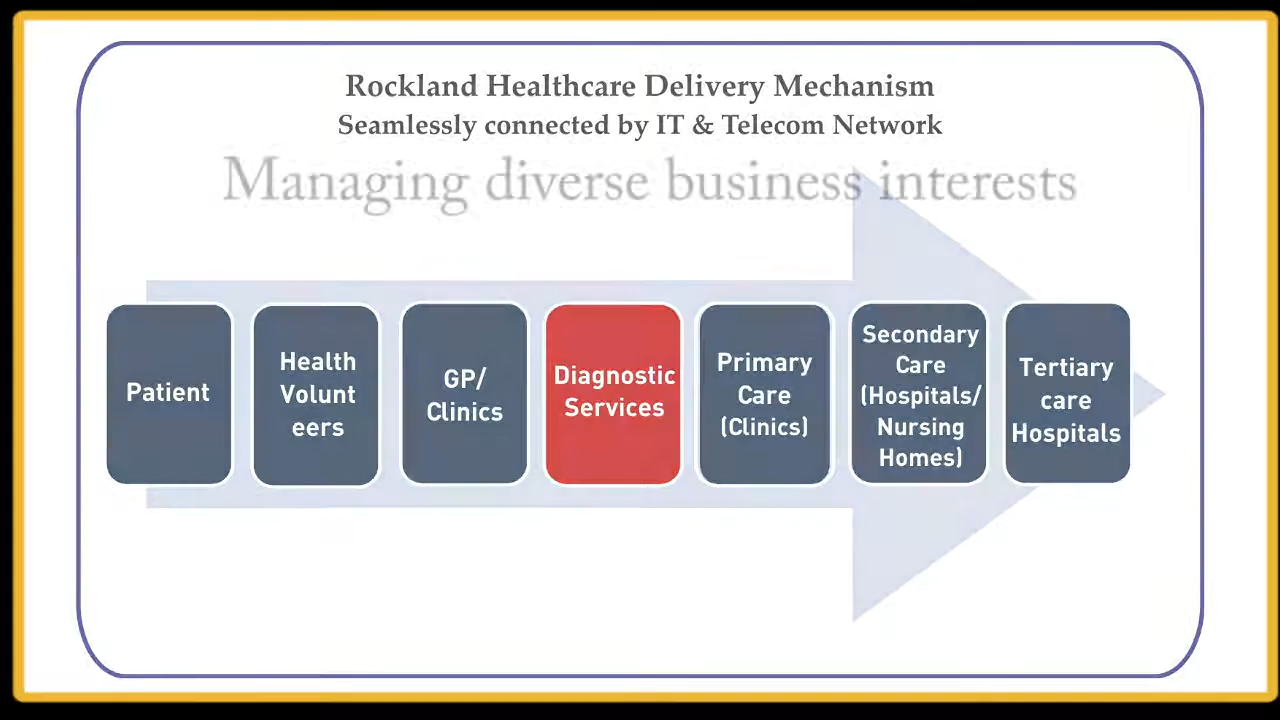 Rockland Healthcare Delivery Mechanism
Seamlessly connected by IT & Telecom Network
Managing diverse business interests
Patient
Health
Volunt
eers
GP/
Clinics
Diagnostic
Services
Primary
Care
(Clinics)
Secondary
Care
(Hospitals/
Nursing
Homes)
Tertiary
care
Hospitals